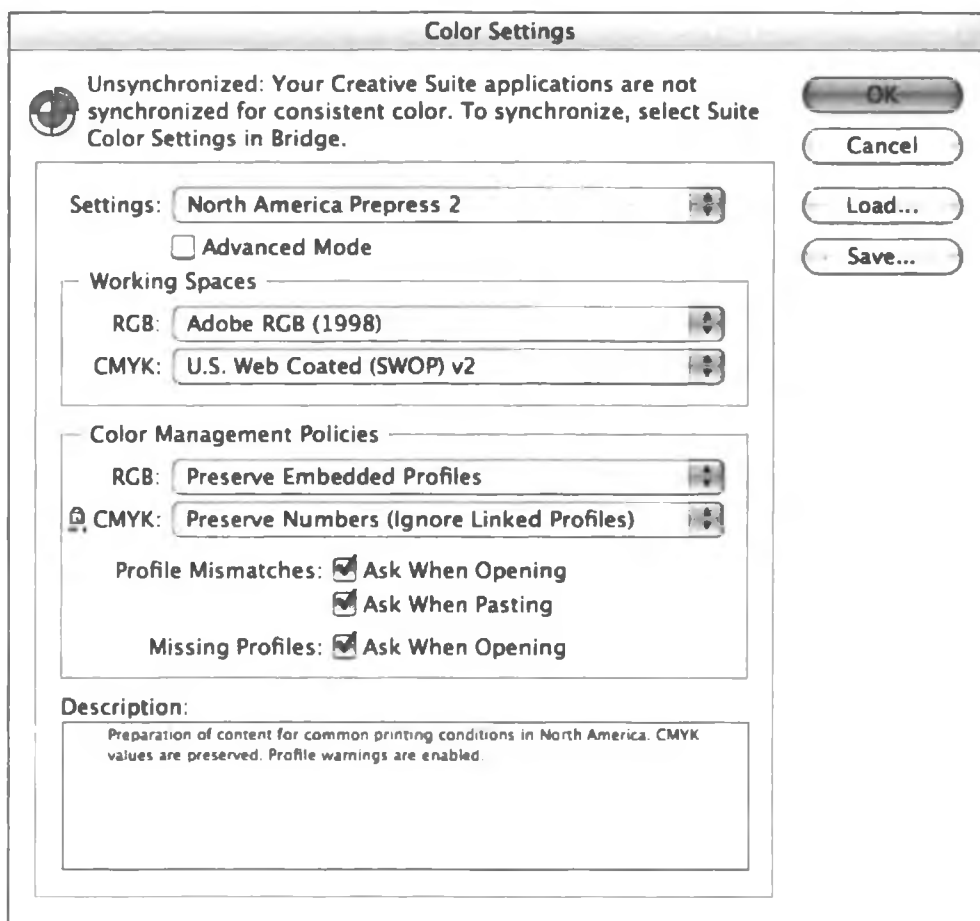 Color Settings
Unsynchronized: Your Creative Suite applications are not
synchronized for consistent color. To synchronize, select Suite
Color Settings in Bridge.
OK
Cancel
Load...
Save...
Settings: North America Prepress 2
Advanced Mode
Working Spaces
RGB: Adobe RGB (1998)
CMYK: U.S. Web Coated (SWOP) v2
Color Management Policies
RGB: Preserve Embedded Profiles
CMYK: Preserve Numbers (Ignore Linked Profiles)
Profile Mismatches: Ask When Opening
Ask When Pasting
Missing Profiles: Ask When Opening
Description:
Preparation of content for common printing conditions in North America. CMYK
values are preserved. Profile warnings are enabled.